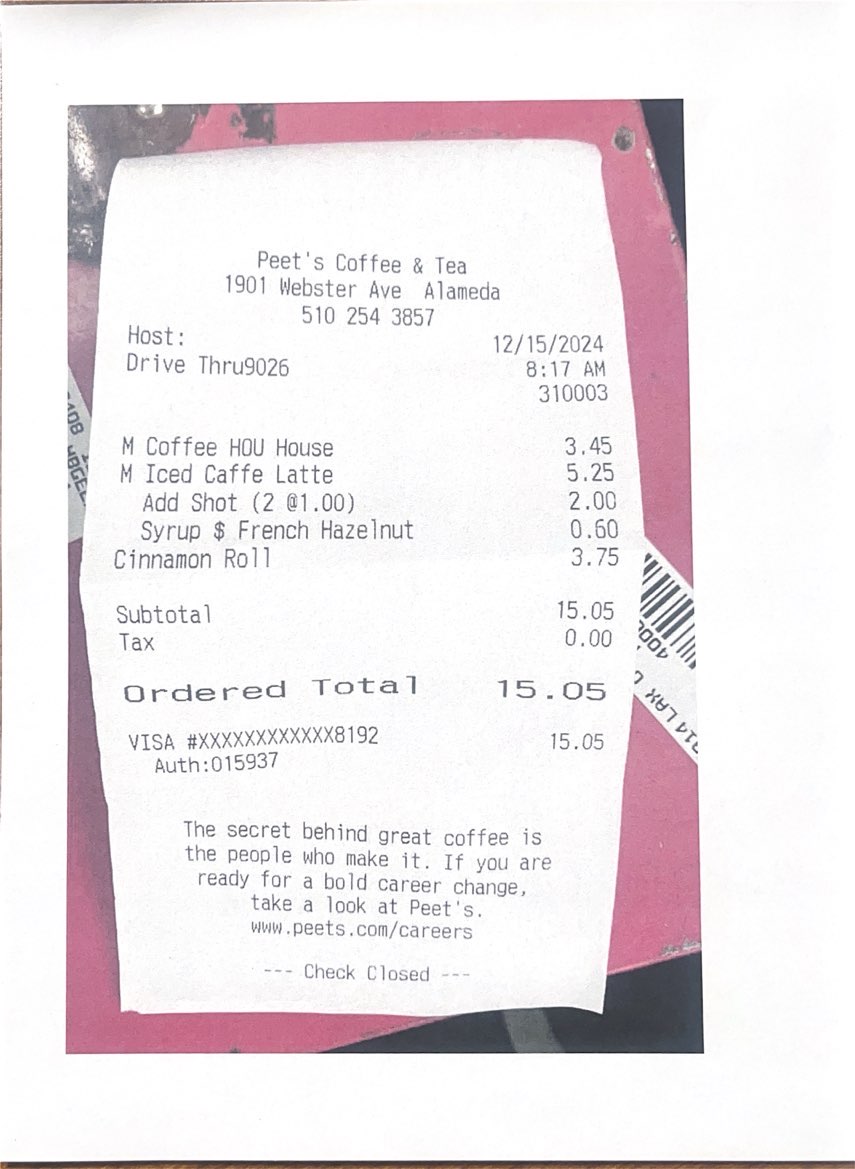 Peet's Coffee & Tea
1901 Webster Ave  Alameda
510 254 3857
Host: 12/15/2024
Drive Thru9026 8:17 AM
310003
M Coffee HOU House 3.45
M Iced Caffe Latte 5.25
Add Shot (2 @1.00) 2.00
Syrup $ French Hazelnut 0.60
Cinnamon Roll 3.75
Subtotal 15.05
Tax 0.00
Ordered Total 15.05
VISA #XXXXXXXXXXXX8192 15.05
Auth:015937
The secret behind great coffee is
the people who make it. If you are
ready for a bold career change,
take a look at Peet's.
www.peets.com/careers
--- Check Closed ---